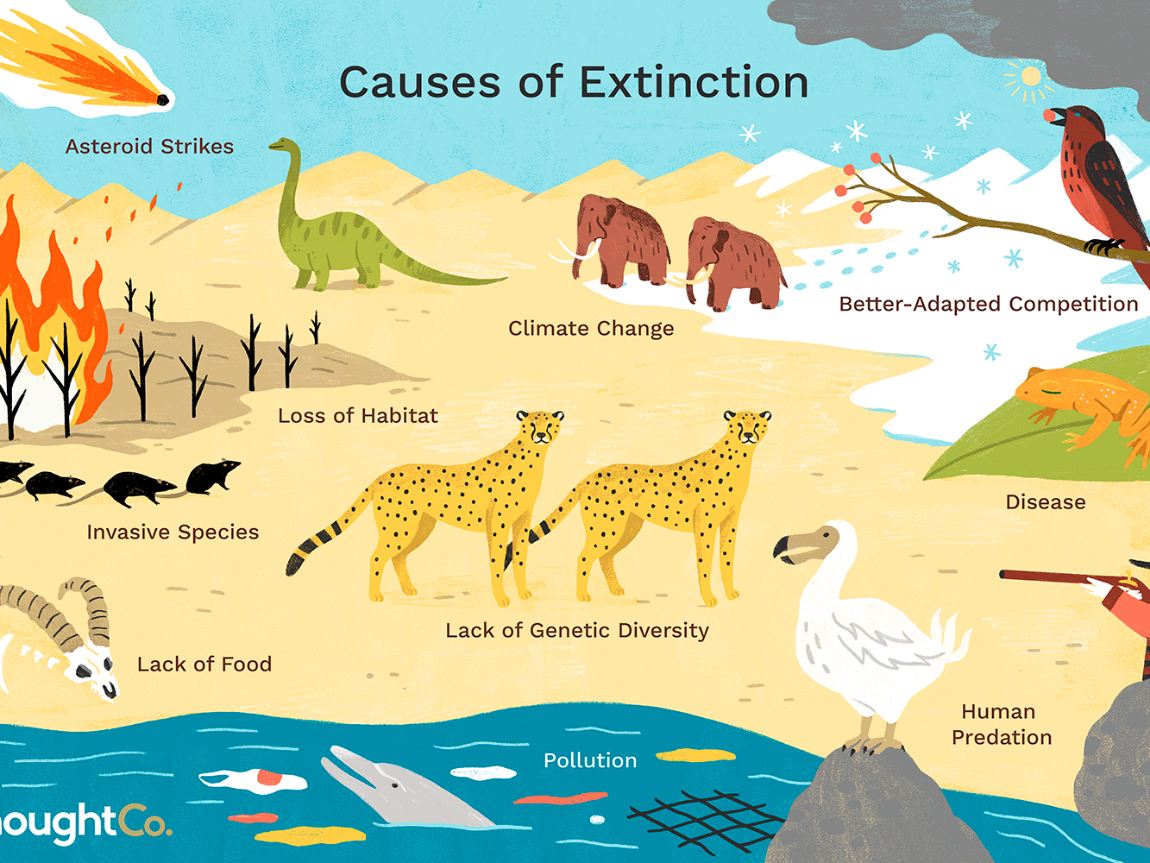 Causes of Extinction
Asteroid Strikes
Better-Adapted Competition
Climate Change
Loss of Habitat
Disease
Invasive Species
Lack of Genetic Diversity
Lack of Food
Human
Predation
Pollution
houghtCo.